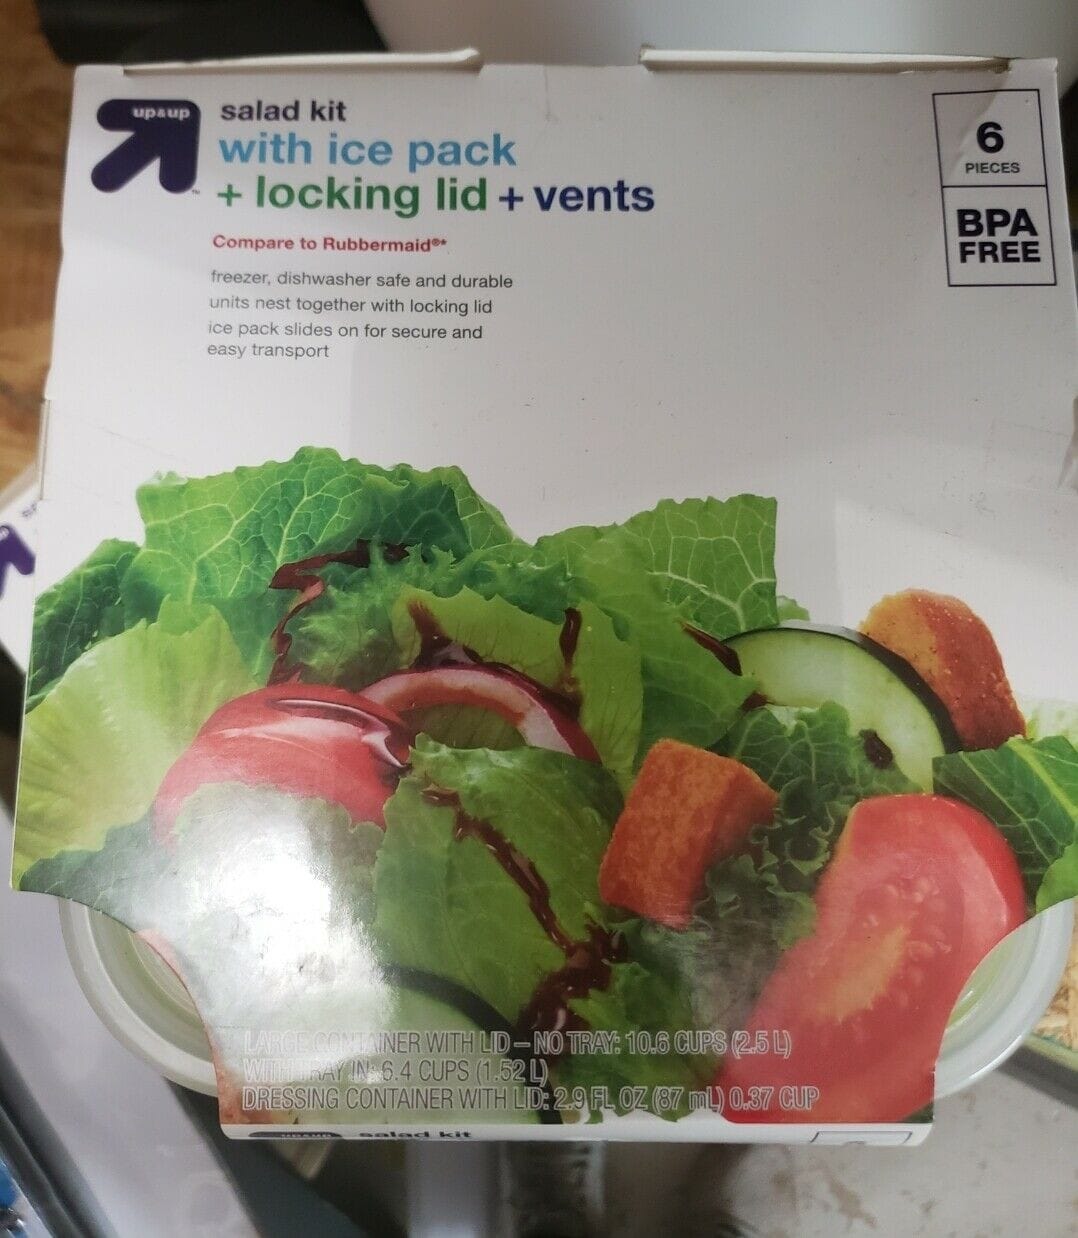 up&up
salad kit
with ice pack
+ locking lid + vents
Compare to Rubbermaid®*
freezer, dishwasher safe and durable
units nest together with locking lid
ice pack slides on for secure and
easy transport
6
PIECES
BPA
FREE
LARGE CONTAINER WITH LID – NO TRAY: 10.6 CUPS (2.5 L)
WITH TRAY IN: 6.4 CUPS (1.52 L)
DRESSING CONTAINER WITH LID: 2.9 FL OZ (87 mL) 0.37 CUP
salad kit